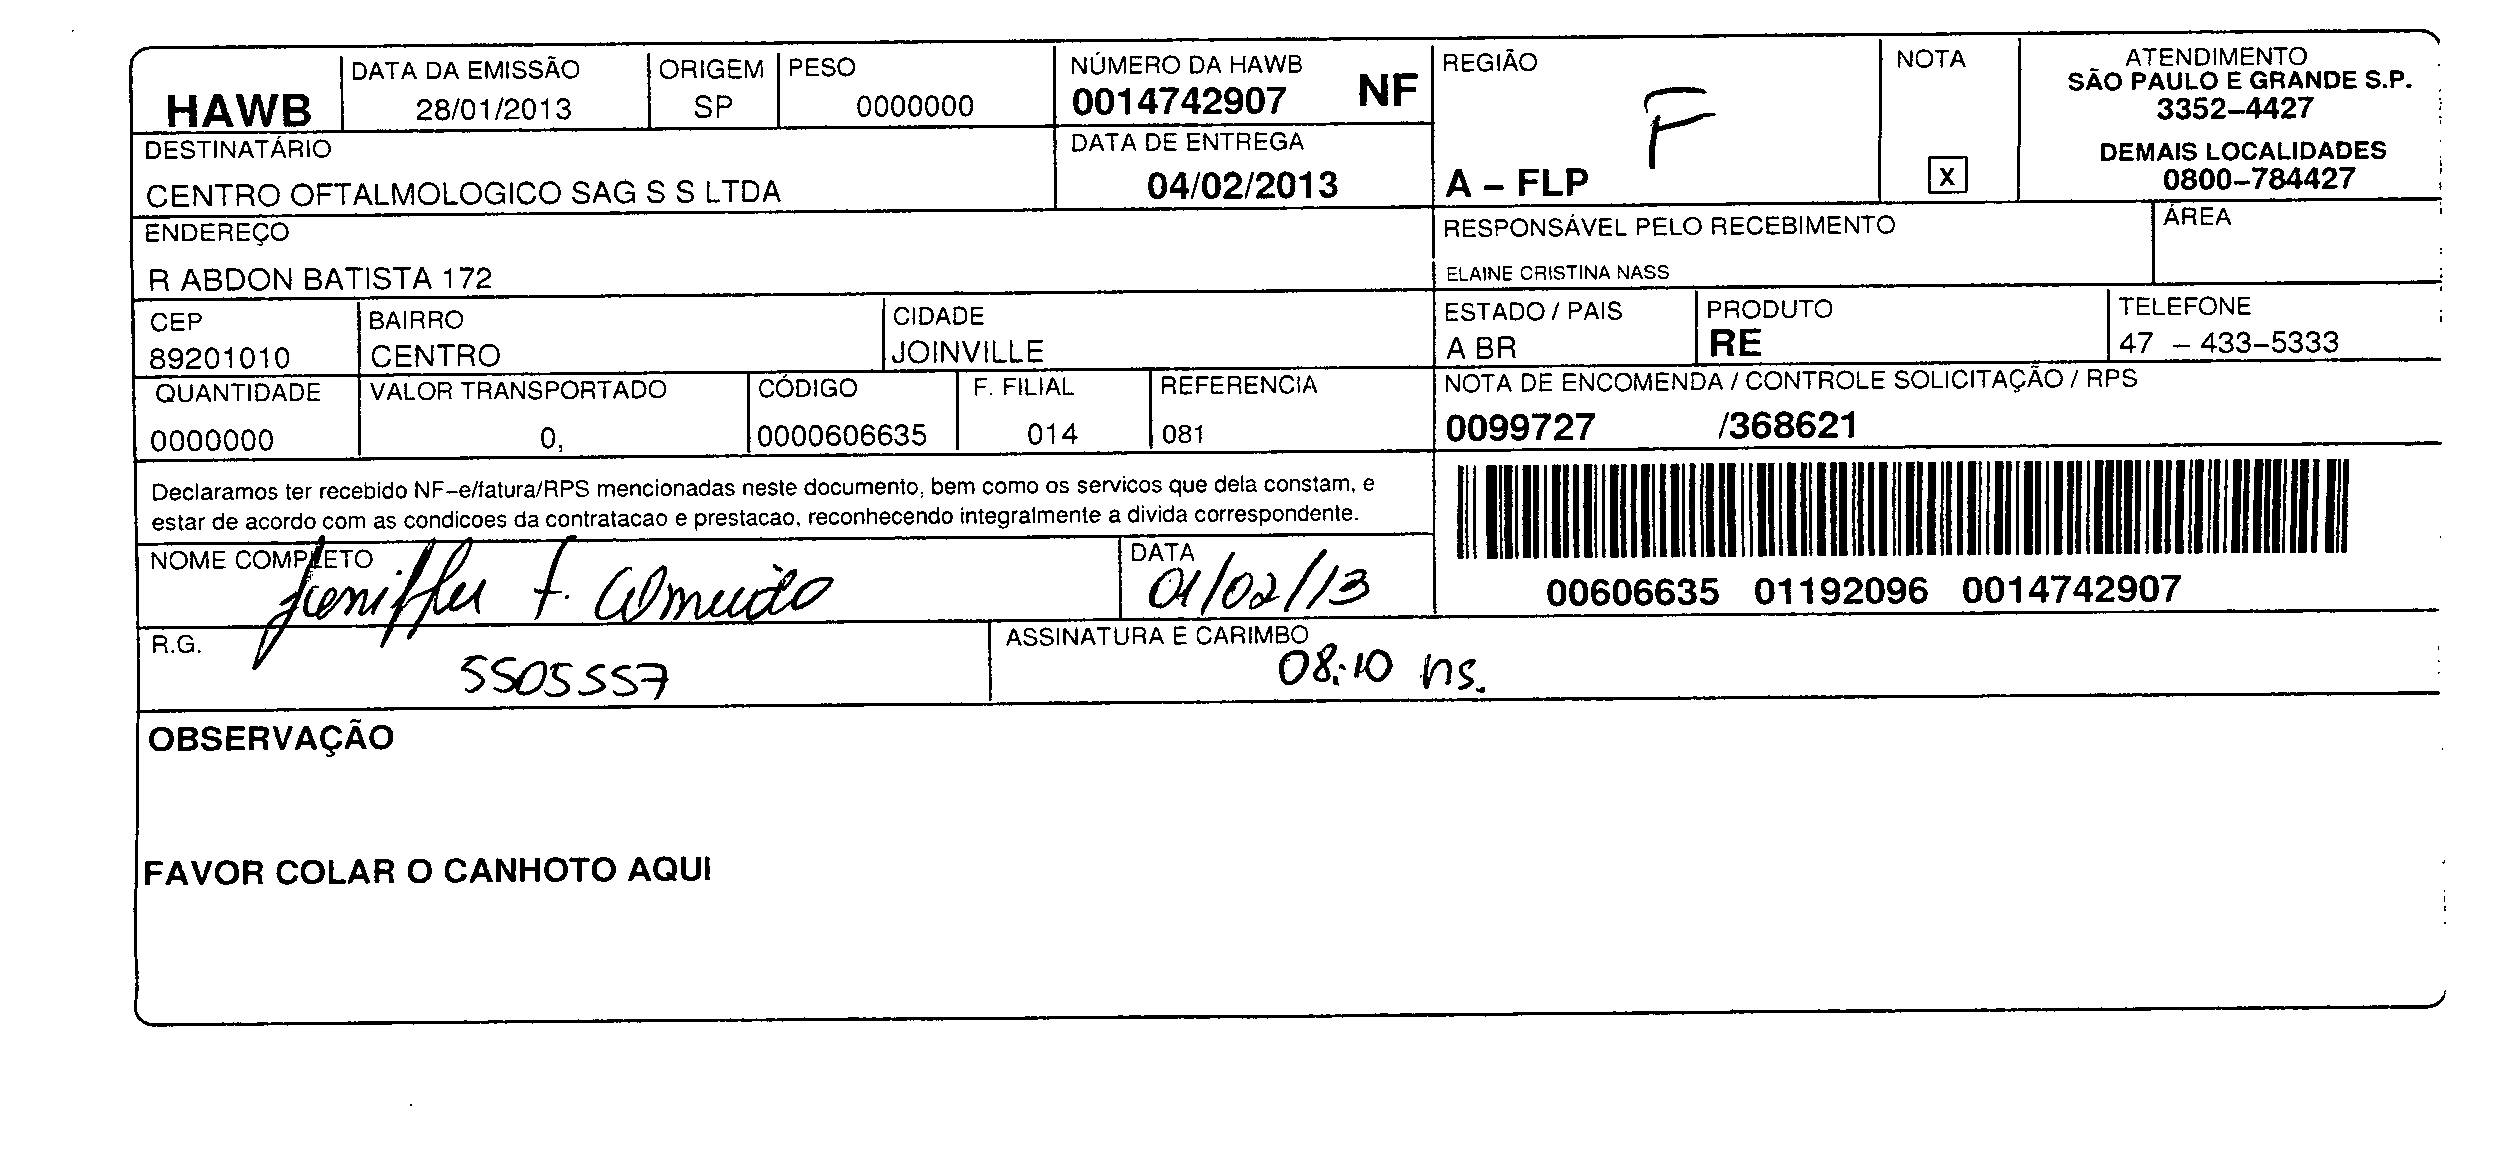 HAWB
DATA DA EMISSÃO
28/01/2013
ORIGEM
SP
PESO
0000000
NÚMERO DA HAWB
0014742907 NF
REGIÃO
F
A – FLP
NOTA
X
ATENDIMENTO
SÃO PAULO E GRANDE S.P.
3352–4427
DEMAIS LOCALIDADES
0800–784427
DESTINATÁRIO
CENTRO OFTALMOLOGICO SAG S S LTDA
DATA DE ENTREGA
04/02/2013
ENDEREÇO
R ABDON BATISTA 172
RESPONSÁVEL PELO RECEBIMENTO
ELAINE CRISTINA NASS
ÁREA
CEP
89201010
BAIRRO
CENTRO
CIDADE
JOINVILLE
ESTADO / PAIS
A BR
PRODUTO
RE
TELEFONE
47 – 433–5333
QUANTIDADE
0000000
VALOR TRANSPORTADO
0,
CÓDIGO
0000606635
F. FILIAL
014
REFERENCIA
081
NOTA DE ENCOMENDA / CONTROLE SOLICITAÇÃO / RPS
0099727 /368621
Declaramos ter recebido NF–e/fatura/RPS mencionadas neste documento, bem como os servicos que dela constam, e
estar de acordo com as condicoes da contratacao e prestacao, reconhecendo integralmente a divida correspondente.
00606635 01192096 0014742907
NOME COMPLETO
Jeniffer F. Almeida
DATA
01/02/13
R.G.
5505557
ASSINATURA E CARIMBO
08:10 hs.
OBSERVAÇÃO
FAVOR COLAR O CANHOTO AQUI